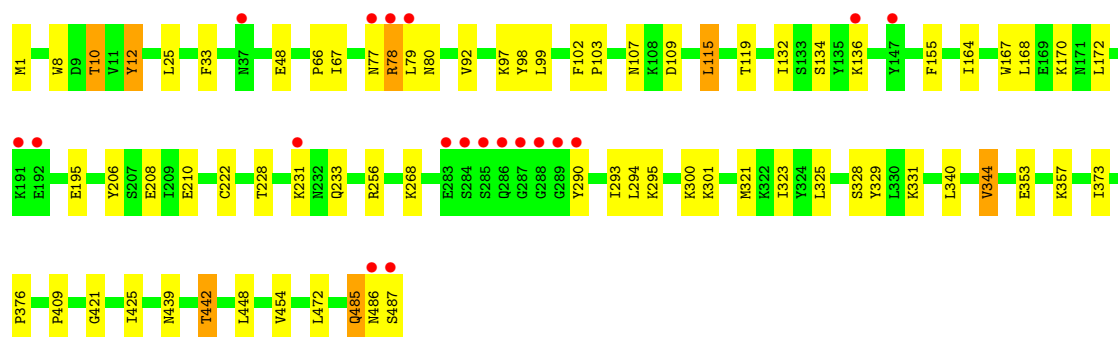 M1 W8 D9 T10 V11 Y12 L25 F33 N37 E48 P66 I67 N77 R78 L79 N80 V92 K97 Y98 L99 F102 P103 N107 K108 D109 L115 T119 I132 S133 S134 Y135 K136 Y147 F155 I164 W167 L168 E169 K170 N171 L172
K191 E192 E195 Y206 S207 E208 I209 E210 C222 T228 K231 N232 Q233 R256 K268 E283 S284 S285 Q286 G287 G288 G289 Y290 I293 L294 K295 K300 K301 M321 K322 I323 Y324 L325 S328 Y329 L330 K331 L340 V344 E353 K357 I373
P376 P409 G421 I425 N439 T442 L448 V454 L472 Q485 N486 S487